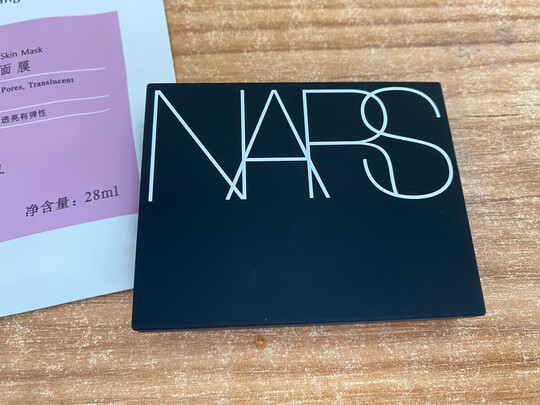 Skin Mask
面膜
Pores, Translucent
透亮有弹性
净含量：28ml
NARS